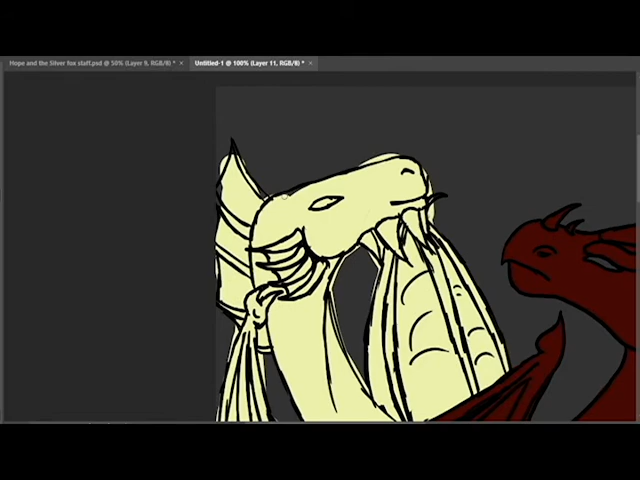 Hope and the Silver fox staff.psd @ 50% (Layer 9, RGB/8) * ×
Untitled-1 @ 100% (Layer 11, RGB/8) * ×